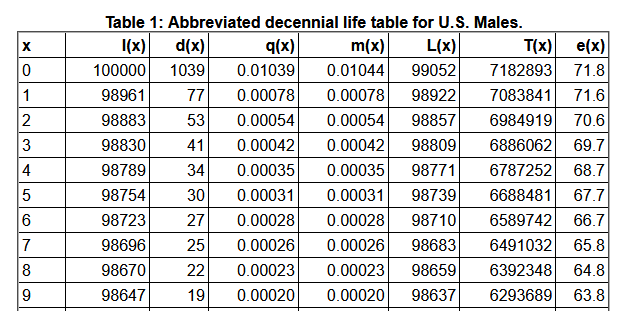 Table 1: Abbreviated decennial life table for U.S. Males.
x l(x) d(x) q(x) m(x) L(x) T(x) e(x)
0 100000 1039 0.01039 0.01044 99052 7182893 71.8
1 98961 77 0.00078 0.00078 98922 7083841 71.6
2 98883 53 0.00054 0.00054 98857 6984919 70.6
3 98830 41 0.00042 0.00042 98809 6886062 69.7
4 98789 34 0.00035 0.00035 98771 6787252 68.7
5 98754 30 0.00031 0.00031 98739 6688481 67.7
6 98723 27 0.00028 0.00028 98710 6589742 66.7
7 98696 25 0.00026 0.00026 98683 6491032 65.8
8 98670 22 0.00023 0.00023 98659 6392348 64.8
9 98647 19 0.00020 0.00020 98637 6293689 63.8